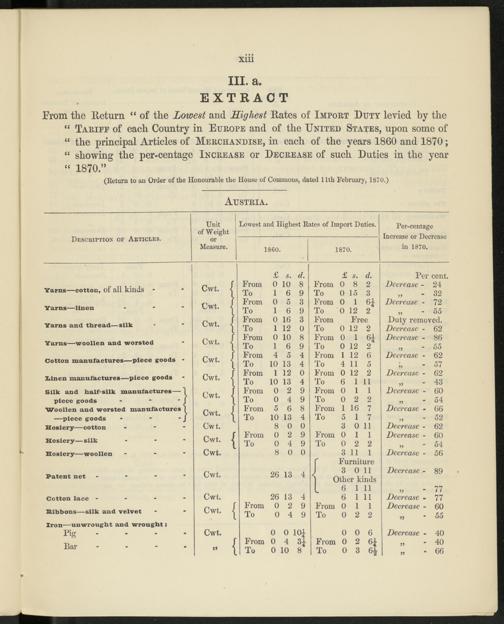 xiii
III. a.
EXTRACT
From the Return " of the Lowest and Highest Rates of IMPORT DUTY levied by the
" TARIFF of each Country in EUROPE and of the UNITED STATES, upon some of
" the principal Articles of MERCHANDISE, in each of the years 1860 and 1870;
" showing the per-centage INCREASE or DECREASE of such Duties in the year
" 1870."
(Return to an Order of the Honourable the House of Commons, dated 11th February, 1870.)
AUSTRIA.
DESCRIPTION OF ARTICLES. Unit of Weight or Measure. Lowest and Highest Rates of Import Duties. Per-centage Increase or Decrease in 1870.
1860. 1870.
£ s. d. £ s. d. Per cent.
Yarns—cotton, of all kinds - - Cwt. { From 0 10 8 From 0 8 2 Decrease - 24
To 1 6 9 To 0 15 3 „ - 32
Yarns—linen - - - Cwt. { From 0 5 3 From 0 1 6¼ Decrease - 72
To 1 6 9 To 0 12 2 „ - 55
Yarns and thread—silk - - Cwt. { From 0 16 3 From Free Duty removed.
To 1 12 0 To 0 12 2 Decrease - 62
Yarns—woollen and worsted - Cwt. { From 0 10 8 From 0 1 6¼ Decrease - 86
To 1 6 9 To 0 12 2 „ - 55
Cotton manufactures—piece goods - Cwt. { From 4 5 4 From 1 12 6 Decrease - 62
To 10 13 4 To 4 11 5 „ - 57
Linen manufactures—piece goods - Cwt. { From 1 12 0 From 0 12 2 Decrease - 62
To 10 13 4 To 6 1 11 „ - 43
Silk and half-silk manufactures— } Cwt. { From 0 2 9 From 0 1 1 Decrease - 60
piece goods - - - To 0 4 9 To 0 2 2 „ - 54
Woollen and worsted manufactures } Cwt. { From 5 6 8 From 1 16 7 Decrease - 66
—piece goods - - - To 10 13 4 To 5 1 7 „ - 52
Hosiery—cotton - - - Cwt. 8 0 0 3 0 11 Decrease - 62
Hosiery—silk - - - Cwt. { From 0 2 9 From 0 1 1 Decrease - 60
To 0 4 9 To 0 2 2 „ - 54
Hosiery—woollen - - - Cwt. 8 0 0 3 11 1 Decrease - 56
Furniture
Patent net - - - - Cwt. 26 13 4 { 3 0 11 Decrease - 89
Other kinds
6 1 11 „ - 77
Cotton lace - - - - Cwt. 26 13 4 6 1 11 Decrease - 77
Ribbons—silk and velvet - - Cwt. { From 0 2 9 From 0 1 1 Decrease - 60
To 0 4 9 To 0 2 2 „ - 55
Iron—unwrought and wrought:
Pig - - - - Cwt. 0 0 10¼ 0 0 6 Decrease - 40
Bar - - - - „ { From 0 4 3¼ From 0 2 6¼ „ - 40
To 0 10 8 To 0 3 6½ „ - 66